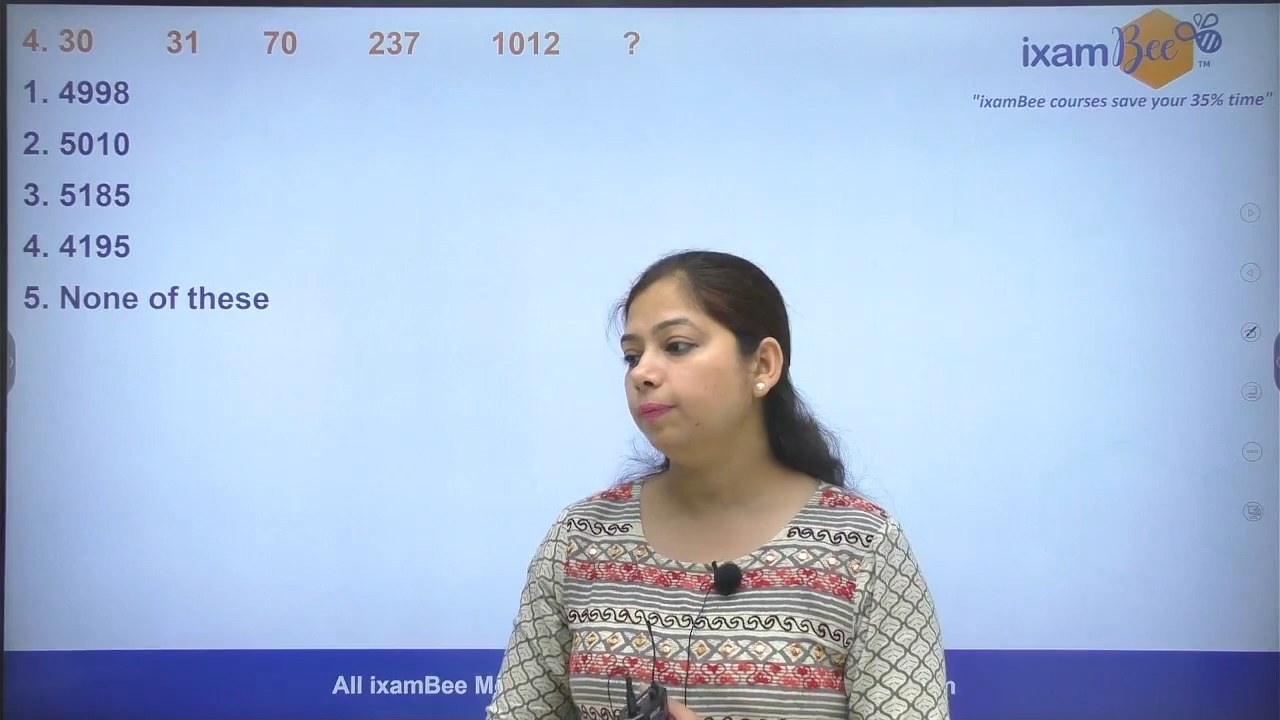 4. 30 31 70 237 1012 ?
1. 4998
2. 5010
3. 5185
4. 4195
5. None of these
ixamBee TM
"ixamBee courses save your 35% time"
All ixamBee